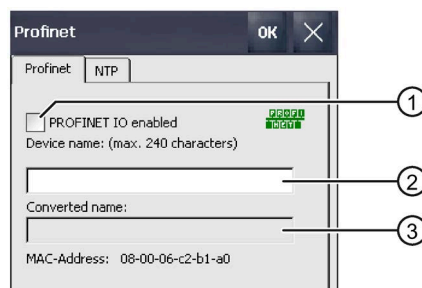 Profinet OK
Profinet NTP
1
PROFINET IO enabled
PROFI
NET
Device name: (max. 240 characters)
2
Converted name:
3
MAC-Address: 08-00-06-c2-b1-a0